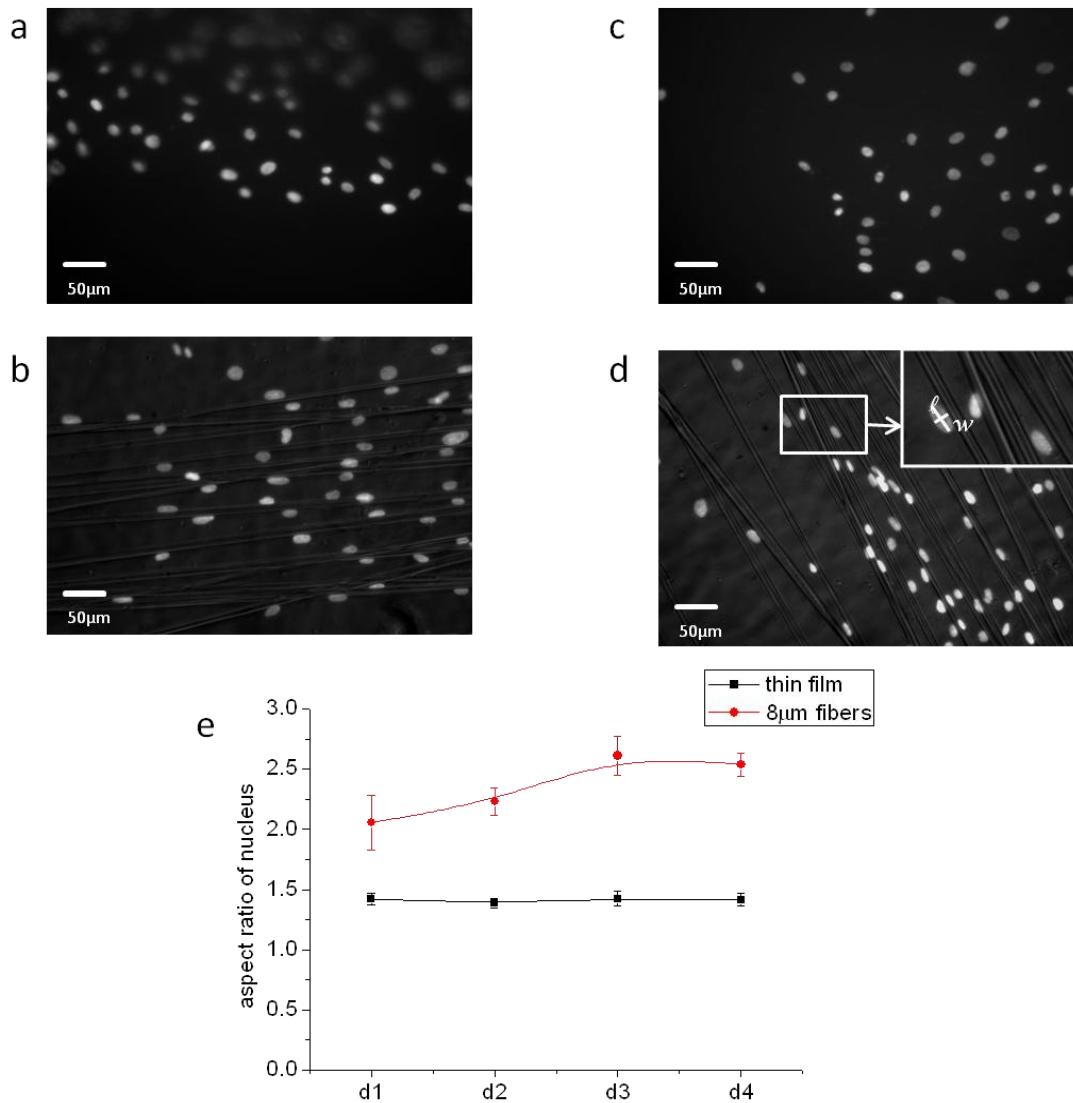 a
50μm
c
50μm
b
50μm
d
ℓ
w
50μm
e
thin film
8μm fibers
aspect ratio of nucleus
3.0
2.5
2.0
1.5
1.0
0.5
0.0
d1 d2 d3 d4